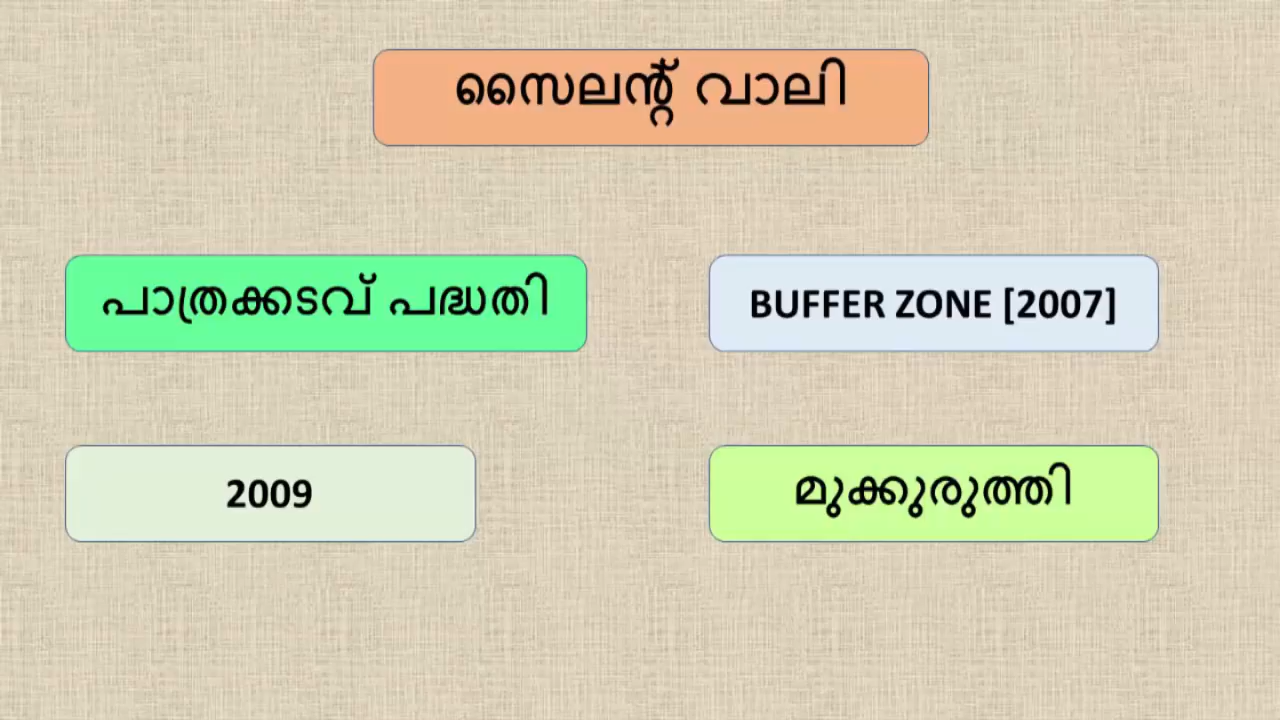 സൈലന്റ് വാലി
പാത്രക്കടവ് പദ്ധതി
BUFFER ZONE [2007]
2009
മുക്കുരുത്തി